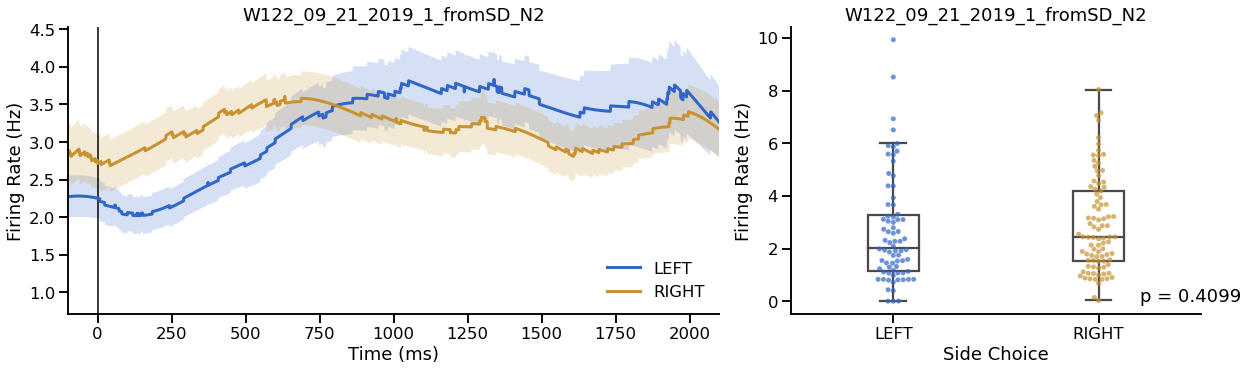 W122_09_21_2019_1_fromSD_N2
Firing Rate (Hz)
4.5
4.0
3.5
3.0
2.5
2.0
1.5
1.0
LEFT
RIGHT
0 250 500 750 1000 1250 1500 1750 2000
Time (ms)
W122_09_21_2019_1_fromSD_N2
Firing Rate (Hz)
10
8
6
4
2
0
p = 0.4099
LEFT RIGHT
Side Choice